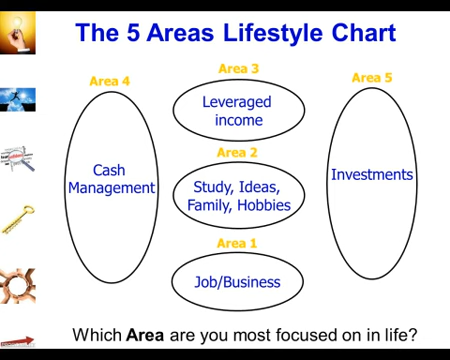 The 5 Areas Lifestyle Chart
Area 4
Area 3
Area 5
Leveraged
income
Cash
Management
Area 2
Study, Ideas,
Family, Hobbies
Investments
Area 1
Job/Business
Which Area are you most focused on in life?